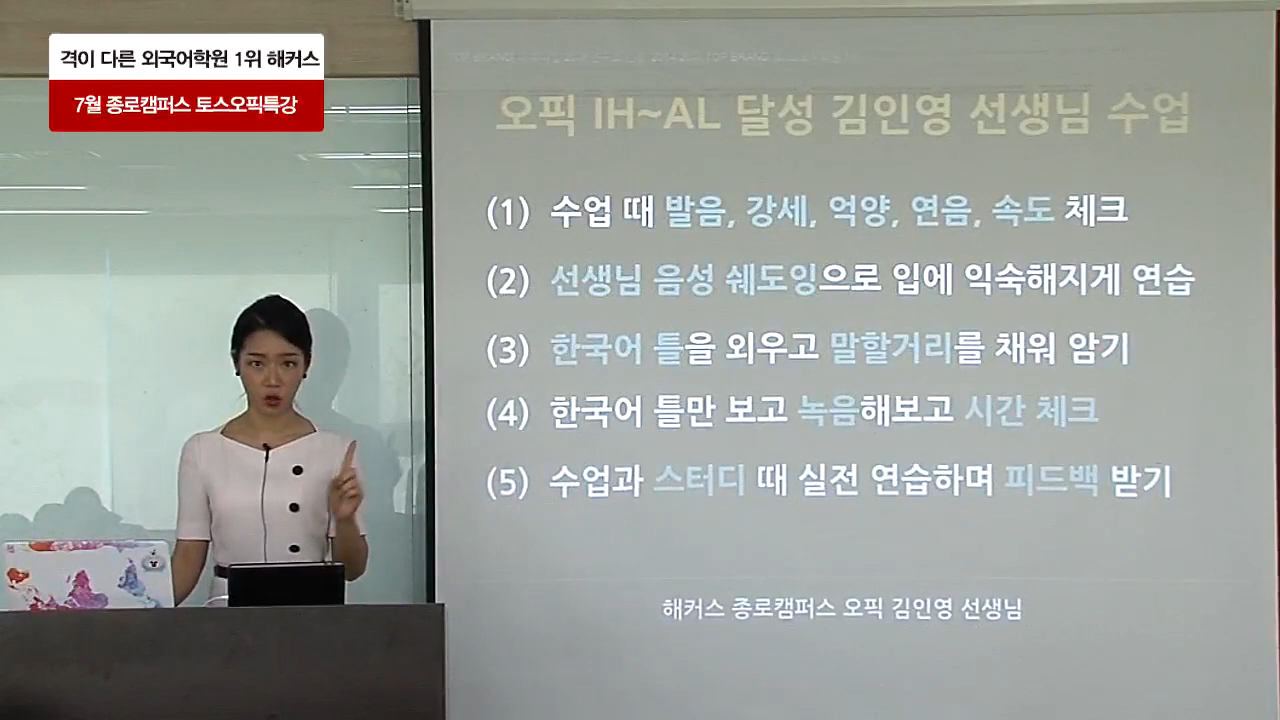 격이 다른 외국어학원 1위 해커스
7월 종로캠퍼스 토스오픽특강
오픽 IH~AL 달성 김인영 선생님 수업
(1) 수업 때 발음, 강세, 억양, 연음, 속도 체크
(2) 선생님 음성 쉐도잉으로 입에 익숙해지게 연습
(3) 한국어 틀을 외우고 말할거리를 채워 암기
(4) 한국어 틀만 보고 녹음해보고 시간 체크
(5) 수업과 스터디 때 실전 연습하며 피드백 받기
해커스 종로캠퍼스 오픽 김인영 선생님